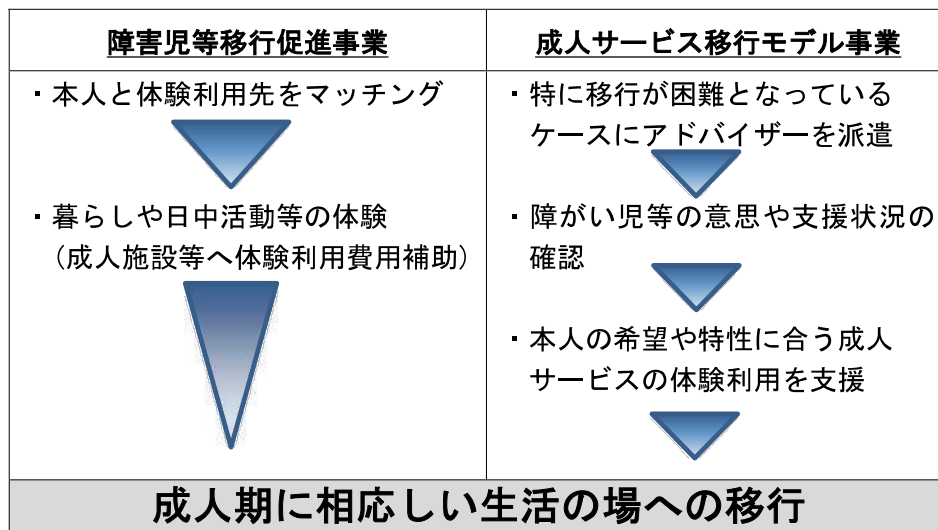 障害児等移行促進事業
・本人と体験利用先をマッチング
・暮らしや日中活動等の体験
（成人施設等へ体験利用費用補助）
成人サービス移行モデル事業
・特に移行が困難となっている
ケースにアドバイザーを派遣
・障がい児等の意思や支援状況の
確認
・本人の希望や特性に合う成人
サービスの体験利用を支援
成人期に相応しい生活の場への移行